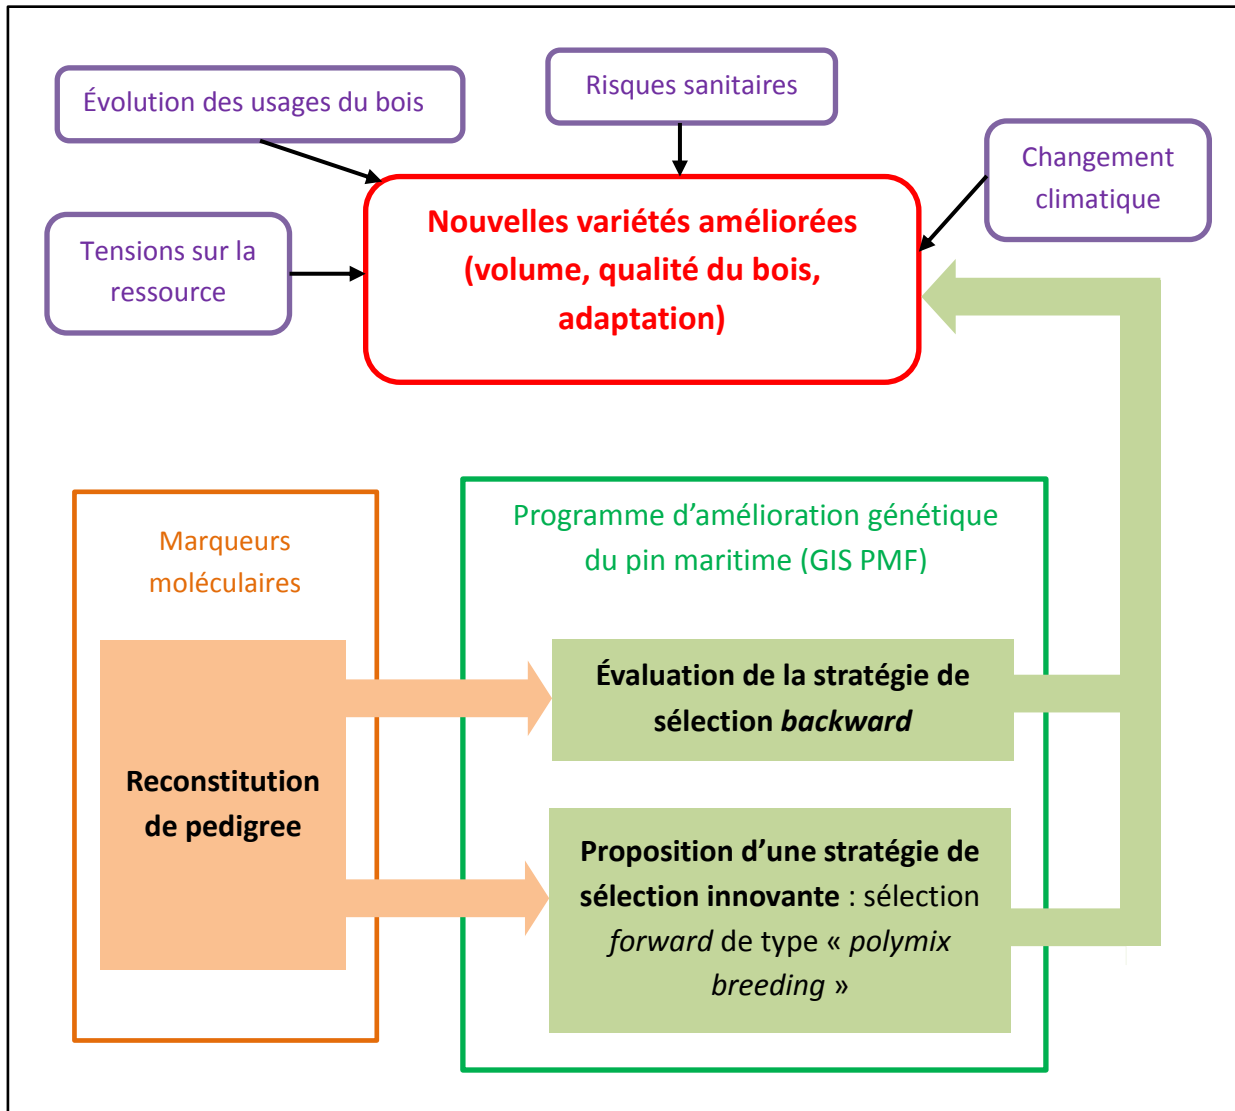 Évolution des usages du bois
Risques sanitaires
Changement
climatique
Tensions sur la
ressource
Nouvelles variétés améliorées
(volume, qualité du bois,
adaptation)
Marqueurs
moléculaires
Reconstitution
de pedigree
Programme d’amélioration génétique
du pin maritime (GIS PMF)
Évaluation de la stratégie de
sélection backward
Proposition d’une stratégie de
sélection innovante : sélection
forward de type « polymix
breeding »